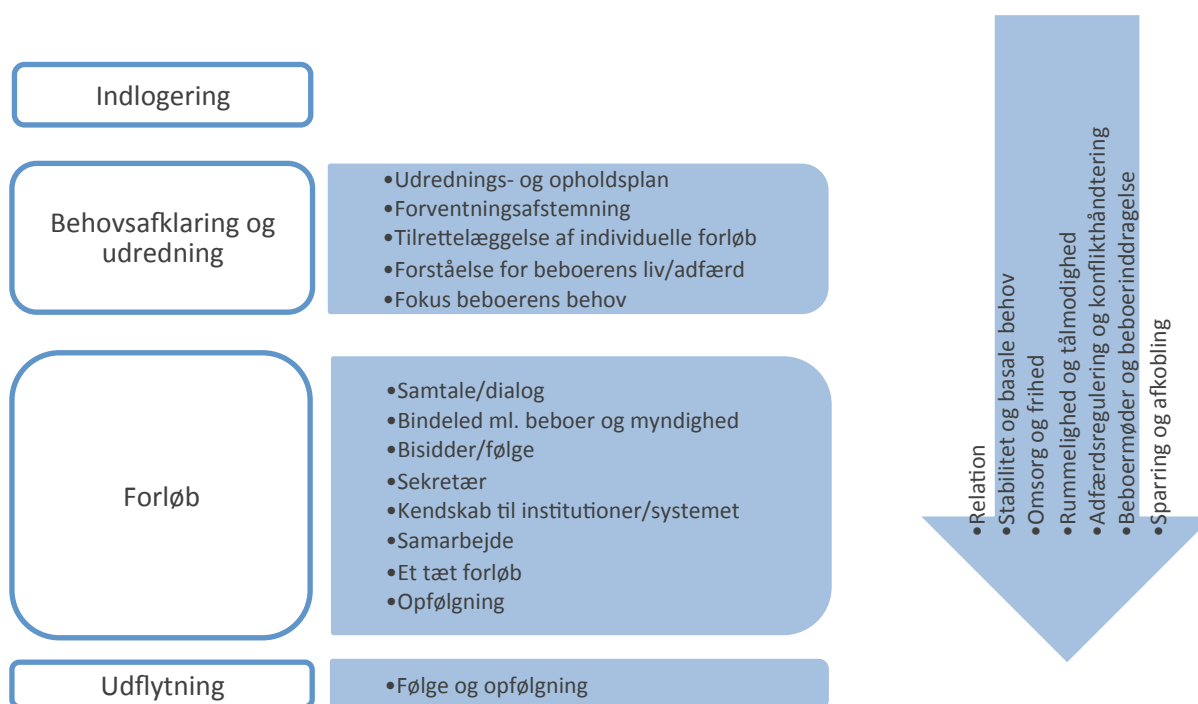 Indlogering
Behovsafklaring og
udredning
•Udrednings- og opholdsplan
•Forventningsafstemning
•Tilrettelæggelse af individuelle forløb
•Forståelse for beboerens liv/adfærd
•Fokus beboerens behov
Forløb
•Samtale/dialog
•Bindeled ml. beboer og myndighed
•Bisidder/følge
•Sekretær
•Kendskab til institutioner/systemet
•Samarbejde
•Et tæt forløb
•Opfølgning
Udflytning
•Følge og opfølgning
•Relation
•Stabilitet og basale behov
•Omsorg og frihed
•Rummelighed og tålmodighed
•Adfærdsregulering og konflikthåndtering
•Beboermøder og beboerinddragelse
•Sparring og afkobling